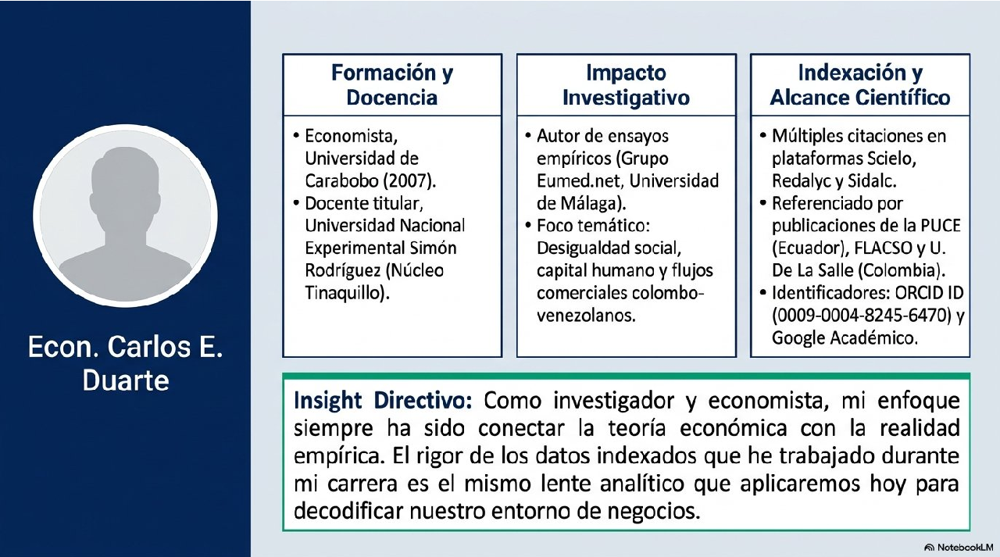 Econ. Carlos E.
Duarte
Formación y
Docencia
• Economista,
Universidad de
Carabobo (2007).
• Docente titular,
Universidad Nacional
Experimental Simón
Rodríguez (Núcleo
Tinaquillo).
Impacto
Investigativo
• Autor de ensayos
empíricos (Grupo
Eumed.net, Universidad
de Málaga).
• Foco temático:
Desigualdad social,
capital humano y flujos
comerciales colombo-
venezolanos.
Indexación y
Alcance Científico
• Múltiples citaciones en
plataformas Scielo,
Redalyc y Sidalc.
• Referenciado por
publicaciones de la PUCE
(Ecuador), FLACSO y U.
De La Salle (Colombia).
• Identificadores: ORCID ID
(0009-0004-8245-6470) y
Google Académico.
Insight Directivo: Como investigador y economista, mi enfoque
siempre ha sido conectar la teoría económica con la realidad
empírica. El rigor de los datos indexados que he trabajado durante
mi carrera es el mismo lente analítico que aplicaremos hoy para
decodificar nuestro entorno de negocios.
NotebookLM